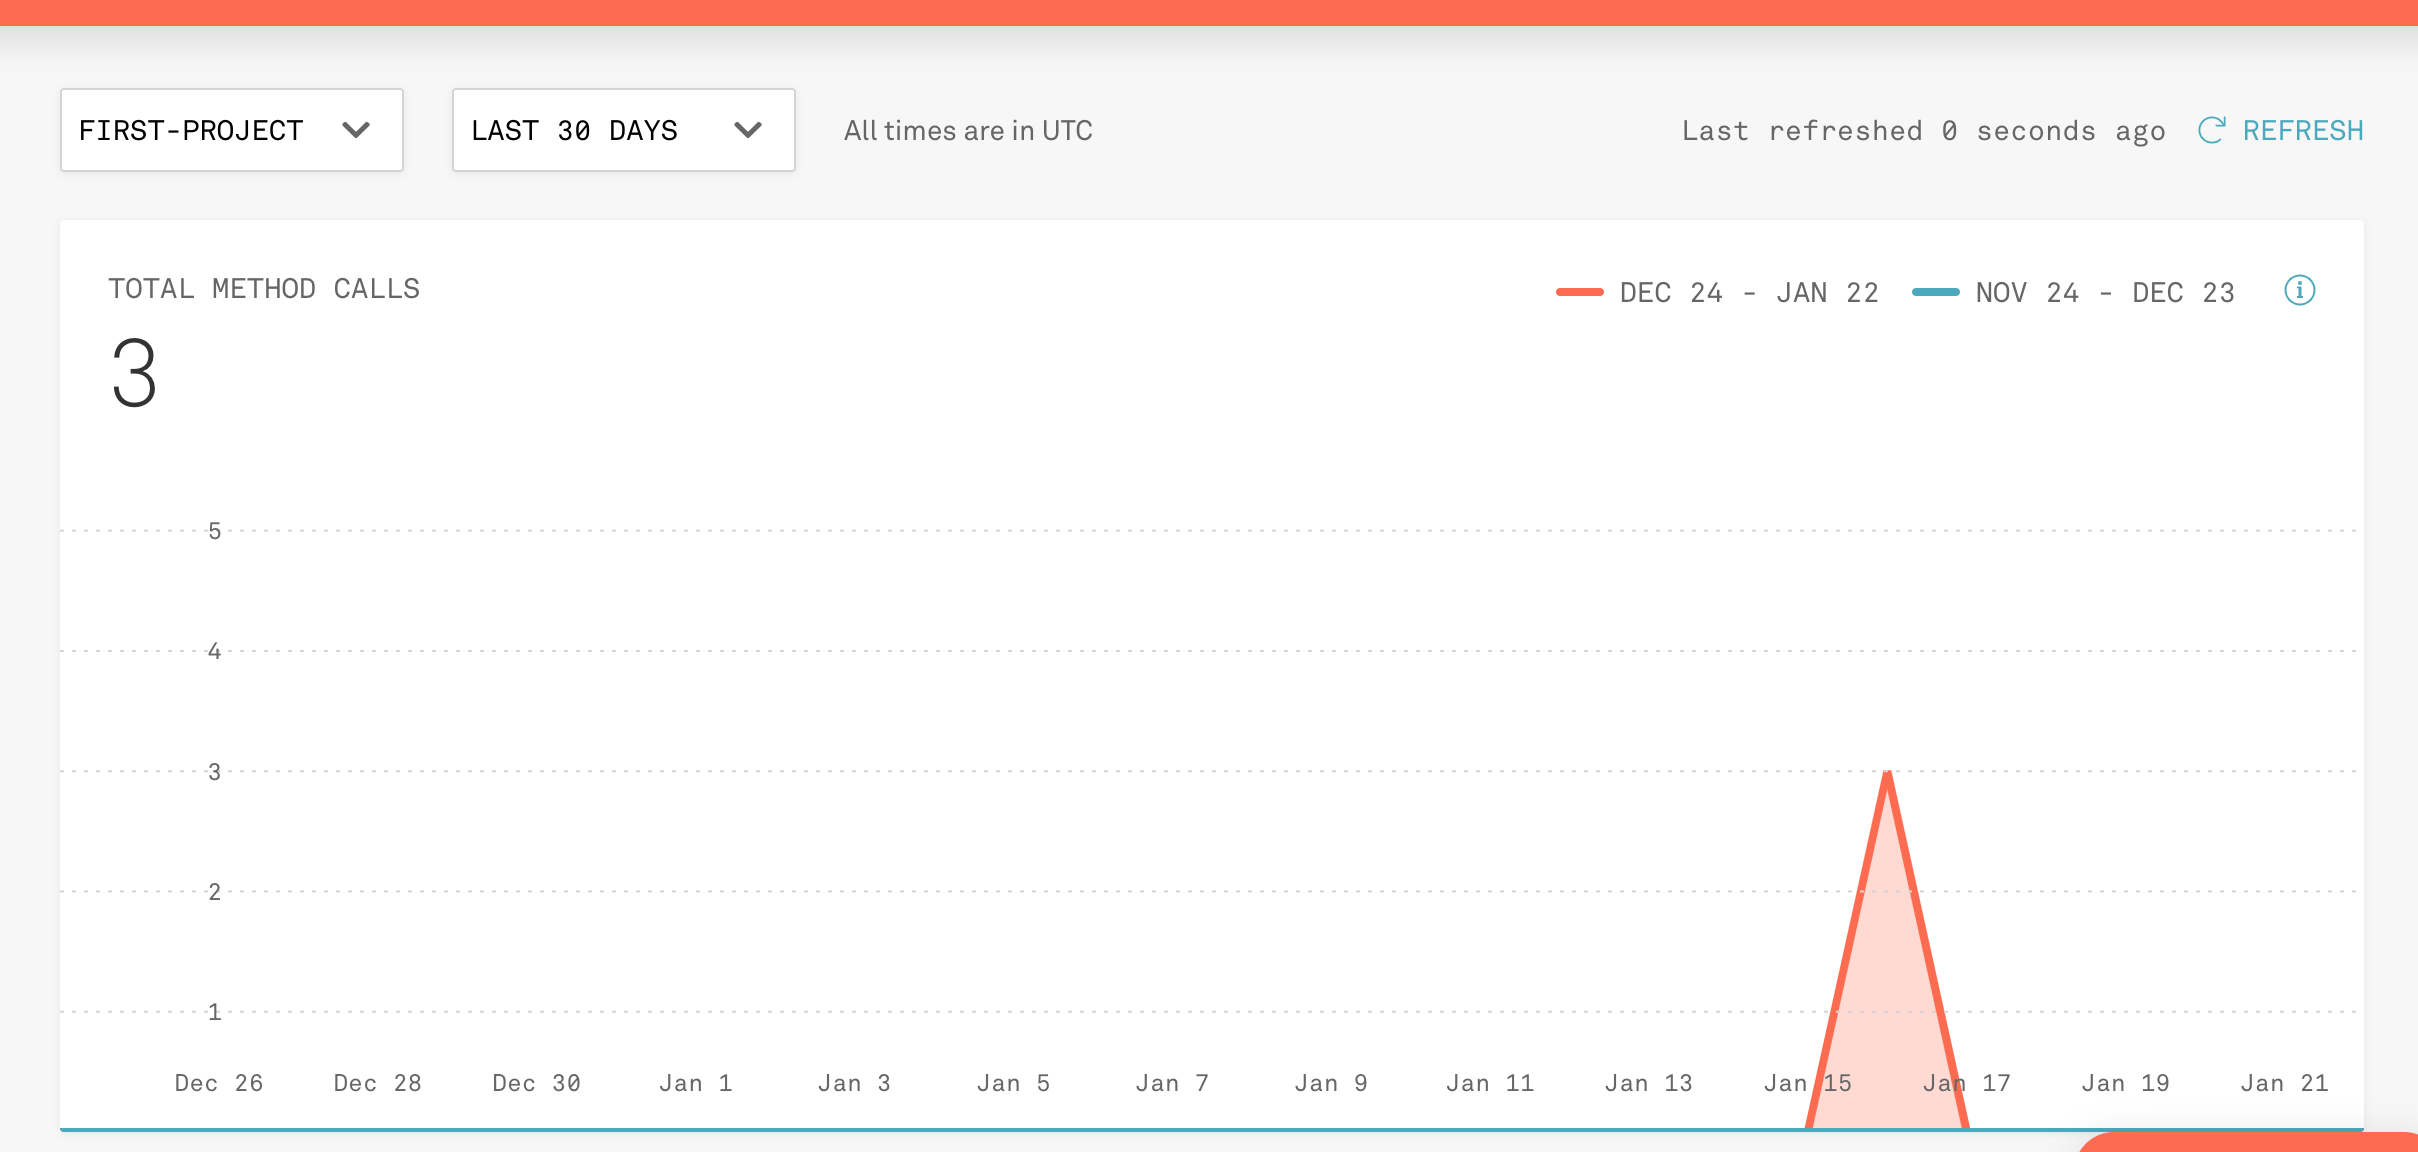 FIRST-PROJECT LAST 30 DAYS All times are in UTC Last refreshed 0 seconds ago REFRESH
TOTAL METHOD CALLS DEC 24 - JAN 22 NOV 24 - DEC 23
3
5
4
3
2
1
Dec 26 Dec 28 Dec 30 Jan 1 Jan 3 Jan 5 Jan 7 Jan 9 Jan 11 Jan 13 Jan 15 Jan 17 Jan 19 Jan 21